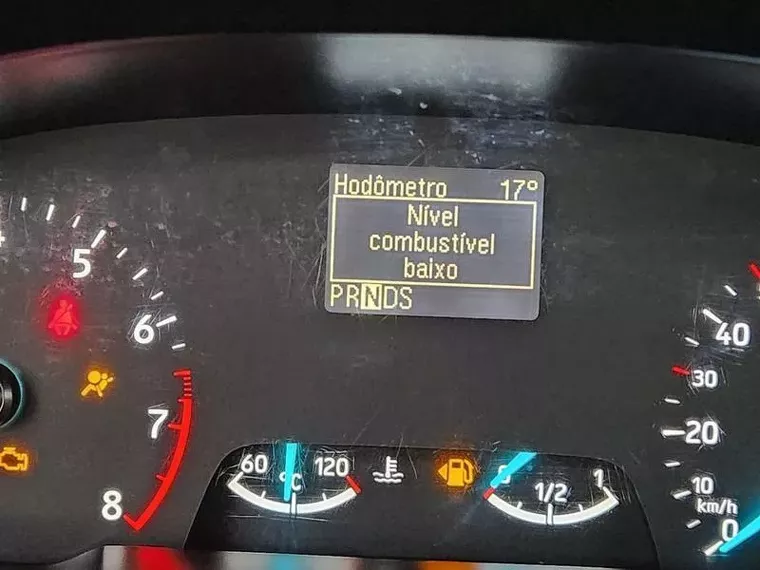 Hodômetro 17°
Nível
combustível
baixo
PRNDS
5
6
7
8
60 120
°C
1/2 1
40
30
20
10
km/h
0